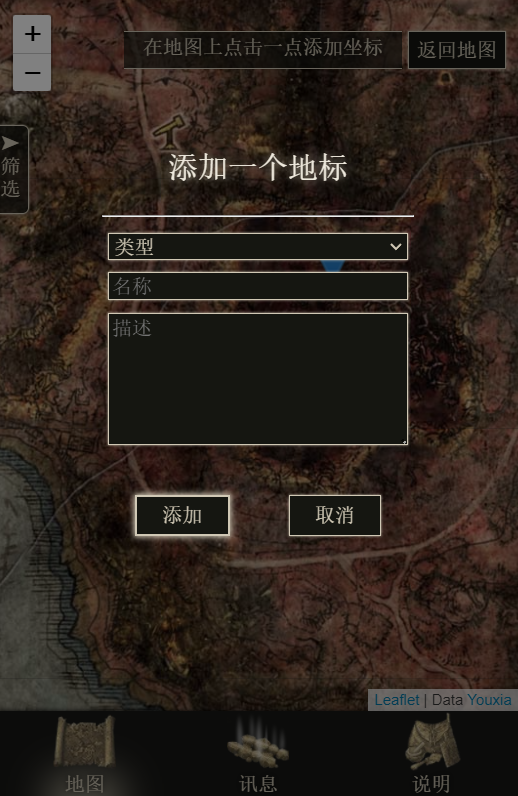 +
在地图上点击一点添加坐标
返回地图
−
筛
选
添加一个地标
类型
名称
描述
添加
取消
Leaflet | Data Youxia
地图
讯息
说明